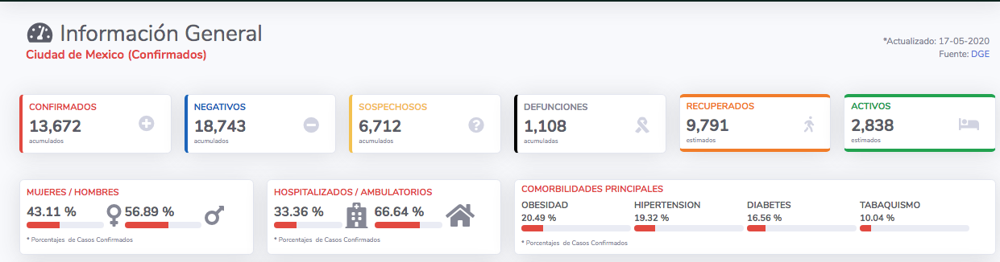 Información General
Ciudad de Mexico (Confirmados)
*Actualizado: 17-05-2020
Fuente: DGE
CONFIRMADOS
13,672
acumulados
NEGATIVOS
18,743
acumulados
SOSPECHOSOS
6,712
acumulados
DEFUNCIONES
1,108
acumuladas
RECUPERADOS
9,791
estimados
ACTIVOS
2,838
estimados
MUJERES / HOMBRES
43.11 % 56.89 %
* Porcentajes de Casos Confirmados
HOSPITALIZADOS / AMBULATORIOS
33.36 % 66.64 %
* Porcentajes de Casos Confirmados
COMORBILIDADES PRINCIPALES
OBESIDAD HIPERTENSION DIABETES TABAQUISMO
20.49 % 19.32 % 16.56 % 10.04 %
* Porcentajes de Casos Confirmados